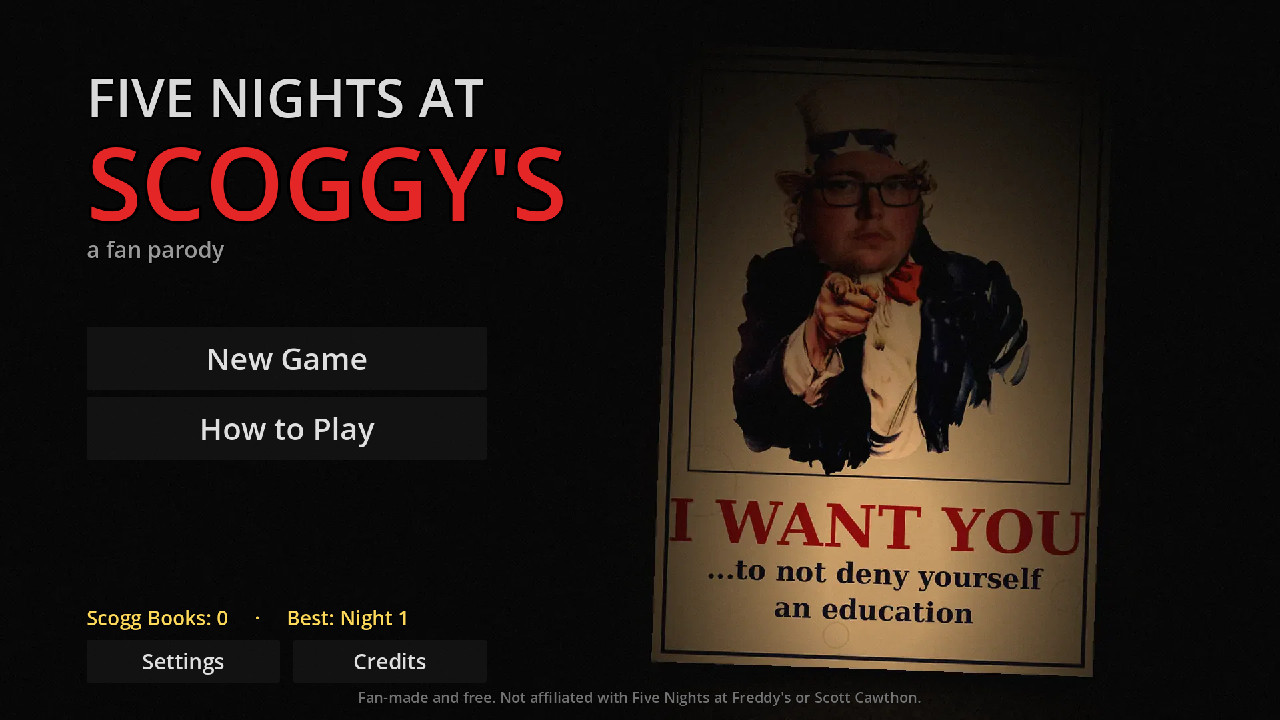 FIVE NIGHTS AT
SCOGGY'S
a fan parody
New Game
How to Play
Scogg Books: 0 · Best: Night 1
Settings
Credits
I WANT YOU
...to not deny yourself
an education
Fan-made and free. Not affiliated with Five Nights at Freddy's or Scott Cawthon.